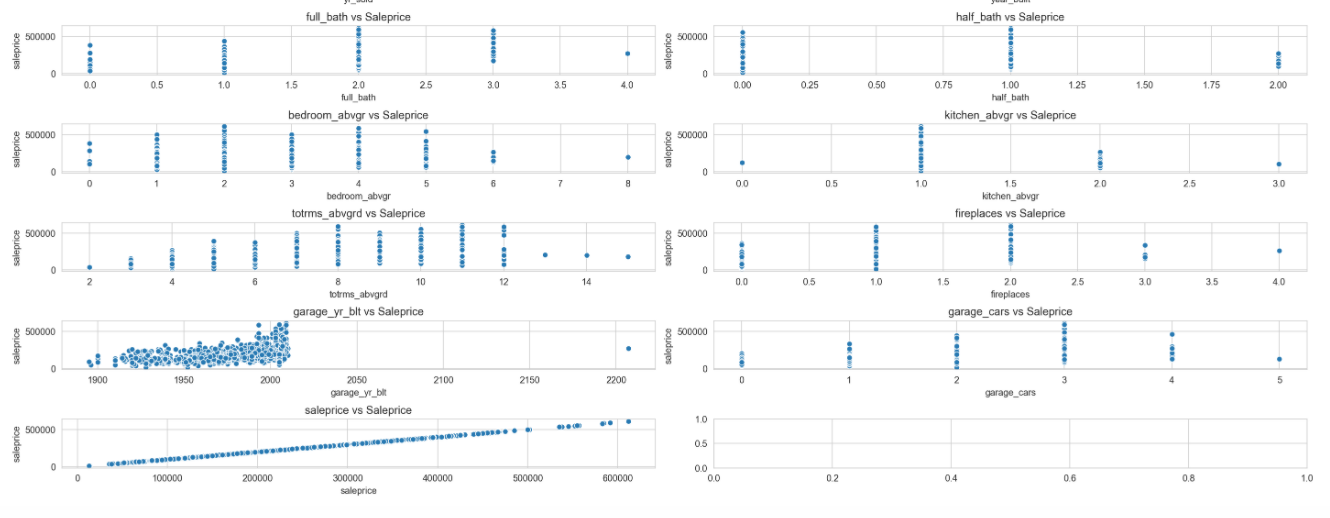 yr_sold year_built
full_bath vs Saleprice half_bath vs Saleprice
saleprice 500000 0 saleprice 500000 0
0.0 0.5 1.0 1.5 2.0 2.5 3.0 3.5 4.0 0.00 0.25 0.50 0.75 1.00 1.25 1.50 1.75 2.00
full_bath half_bath
bedroom_abvgr vs Saleprice kitchen_abvgr vs Saleprice
saleprice 500000 0 saleprice 500000 0
0 1 2 3 4 5 6 7 8 0.0 0.5 1.0 1.5 2.0 2.5 3.0
bedroom_abvgr kitchen_abvgr
totrms_abvgrd vs Saleprice fireplaces vs Saleprice
saleprice 500000 0 saleprice 500000 0
2 4 6 8 10 12 14 0.0 0.5 1.0 1.5 2.0 2.5 3.0 3.5 4.0
totrms_abvgrd fireplaces
garage_yr_blt vs Saleprice garage_cars vs Saleprice
saleprice 500000 0 saleprice 500000 0
1900 1950 2000 2050 2100 2150 2200 0 1 2 3 4 5
garage_yr_blt garage_cars
saleprice vs Saleprice
saleprice 500000 0 1.0 0.5 0.0
0 100000 200000 300000 400000 500000 600000 0.0 0.2 0.4 0.6 0.8 1.0
saleprice